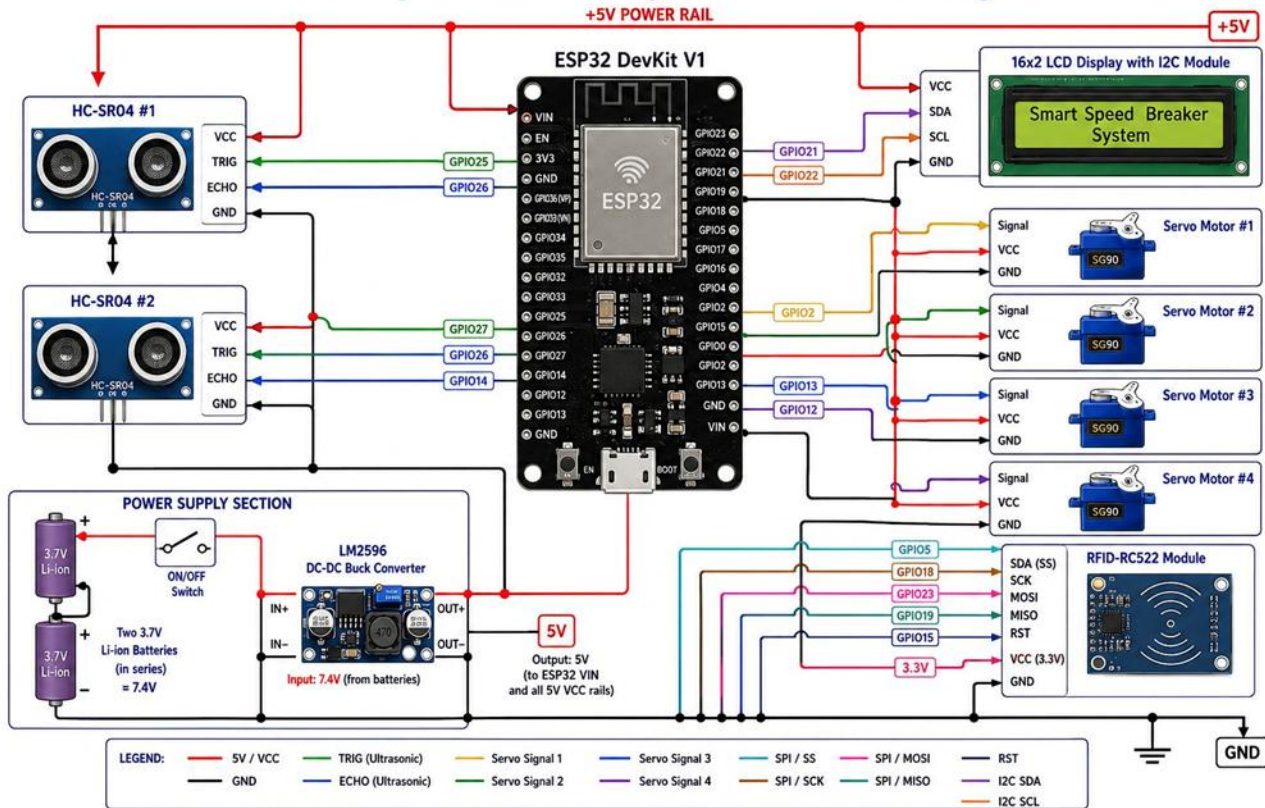 +5V POWER RAIL
+5V
ESP32 DevKit V1
16x2 LCD Display with I2C Module
VCC
SDA
SCL
GND
Smart Speed Breaker
System
HC-SR04 #1
HC-SR04
VCC
TRIG
ECHO
GND
GPIO25
GPIO26
HC-SR04 #2
HC-SR04
VCC
TRIG
ECHO
GND
GPIO27
GPIO26
GPIO14
VIN
EN
3V3
GND
GPIO36 (VP)
GPIO34
GPIO35
GPIO32
GPIO33
GPIO25
GPIO26
GPIO27
GPIO14
GPIO12
GPIO13
GND
ESP32
EN
BOOT
GPIO23
GPIO22
GPIO21
GPIO19
GPIO18
GPIO5
GPIO17
GPIO16
GPIO4
GPIO2
GPIO15
GPIO0
GPIO2
GPIO13
GND
VIN
GPIO21
GPIO22
GPIO2
GPIO13
GPIO12
Signal
VCC
GND
SG90
Servo Motor #1
Signal
VCC
GND
SG90
Servo Motor #2
Signal
VCC
GND
SG90
Servo Motor #3
Signal
VCC
GND
SG90
Servo Motor #4
POWER SUPPLY SECTION
+
3.7V
Li-ion
+
3.7V
Li-ion
−
ON/OFF
Switch
Two 3.7V
Li-ion Batteries
(in series)
= 7.4V
LM2596
DC-DC Buck Converter
IN+
IN−
OUT+
OUT−
470
Input: 7.4V (from batteries)
5V
Output: 5V
(to ESP32 VIN
and all 5V VCC rails)
GPIO5
GPIO18
GPIO23
GPIO19
GPIO15
3.3V
RFID-RC522 Module
SDA (SS)
SCK
MOSI
MISO
RST
VCC (3.3V)
GND
GND
LEGEND:
5V / VCC
TRIG (Ultrasonic)
Servo Signal 1
Servo Signal 3
SPI / SS
SPI / MOSI
RST
GND
ECHO (Ultrasonic)
Servo Signal 2
Servo Signal 4
SPI / SCK
SPI / MISO
I2C SDA
I2C SCL